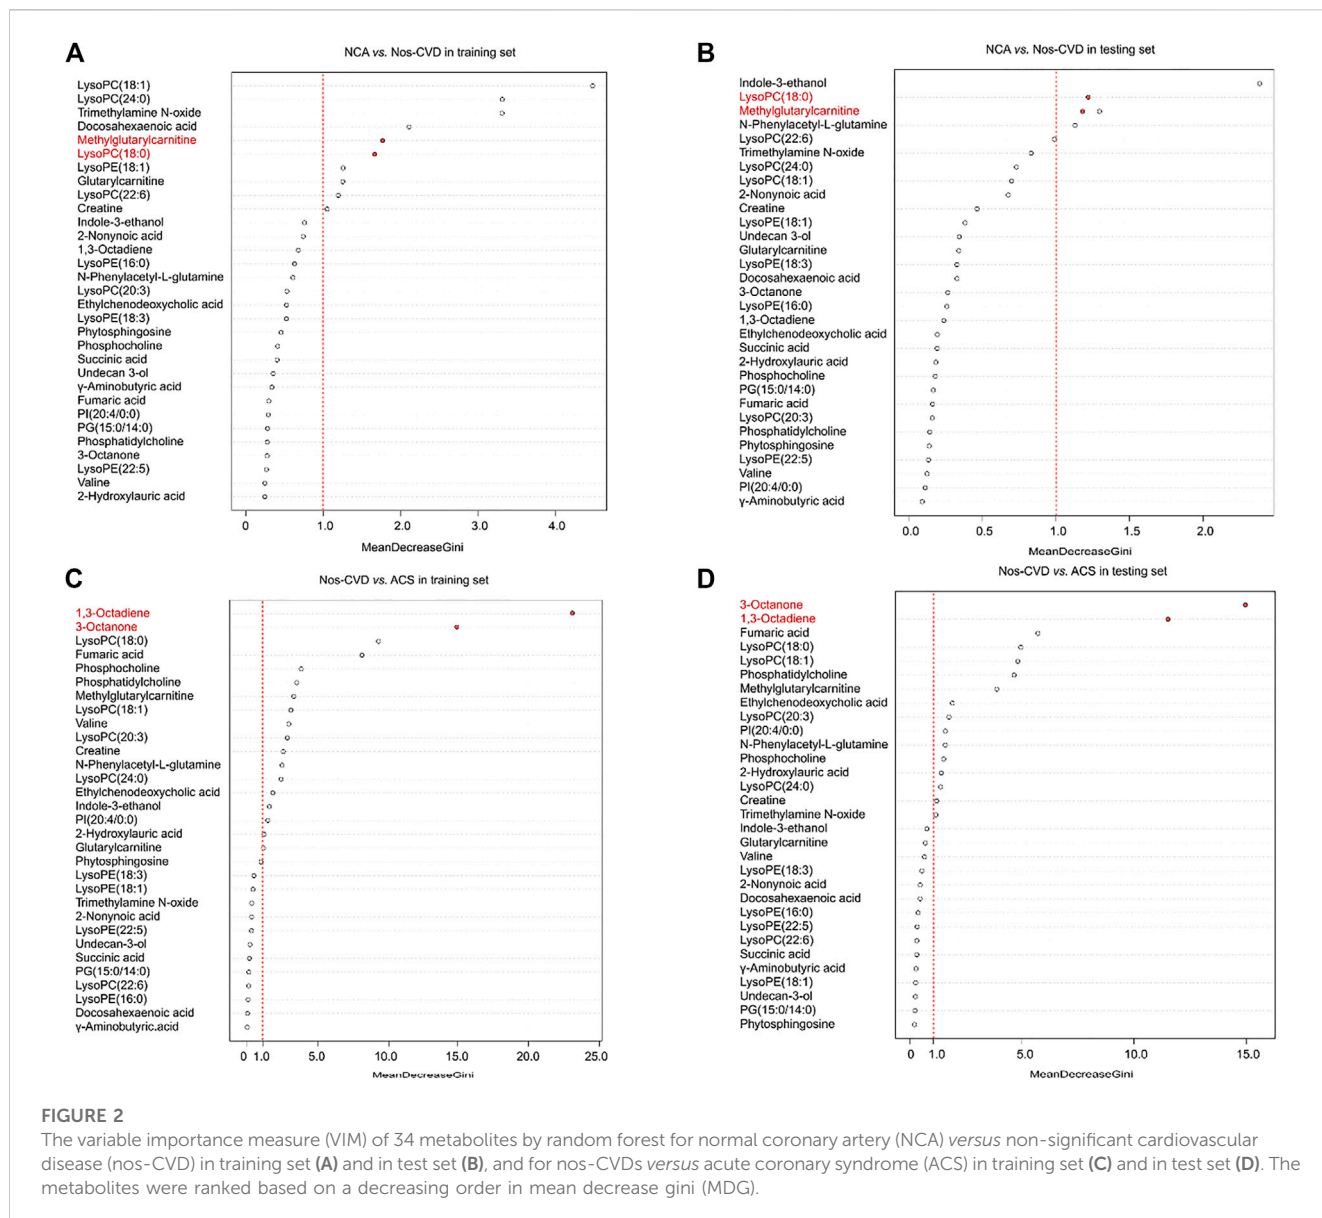 A
NCA vs. Nos-CVD in training set
LysoPC(18:1)
LysoPC(24:0)
Trimethylamine N-oxide
Docosahexaenoic acid
Methylglutarylcarnitine
LysoPC(18:0)
LysoPE(18:1)
Glutarylcarnitine
LysoPC(22:6)
Creatine
Indole-3-ethanol
2-Nonynoic acid
1,3-Octadiene
LysoPE(16:0)
N-Phenylacetyl-L-glutamine
LysoPC(20:3)
Ethylchenodeoxycholic acid
LysoPE(18:3)
Phytosphingosine
Phosphocholine
Succinic acid
Undecan 3-ol
γ-Aminobutyric acid
Fumaric acid
PI(20:4/0:0)
PG(15:0/14:0)
Phosphatidylcholine
3-Octanone
LysoPE(22:5)
Valine
2-Hydroxylauric acid
0 1.0 2.0 3.0 4.0
MeanDecreaseGini
B
NCA vs. Nos-CVD in testing set
Indole-3-ethanol
LysoPC(18:0)
Methylglutarylcarnitine
N-Phenylacetyl-L-glutamine
LysoPC(22:6)
Trimethylamine N-oxide
LysoPC(24:0)
LysoPC(18:1)
2-Nonynoic acid
Creatine
LysoPE(18:1)
Undecan 3-ol
Glutarylcarnitine
LysoPE(18:3)
Docosahexaenoic acid
3-Octanone
LysoPE(16:0)
1,3-Octadiene
Ethylchenodeoxycholic acid
Succinic acid
2-Hydroxylauric acid
Phosphocholine
PG(15:0/14:0)
Fumaric acid
LysoPC(20:3)
Phosphatidylcholine
Phytosphingosine
LysoPE(22:5)
Valine
PI(20:4/0:0)
γ-Aminobutyric acid
0.0 0.5 1.0 1.5 2.0
MeanDecreaseGini
C
Nos-CVD vs. ACS in training set
1,3-Octadiene
3-Octanone
LysoPC(18:0)
Fumaric acid
Phosphocholine
Phosphatidylcholine
Methylglutarylcarnitine
LysoPC(18:1)
Valine
LysoPC(20:3)
Creatine
N-Phenylacetyl-L-glutamine
LysoPC(24:0)
Ethylchenodeoxycholic acid
Indole-3-ethanol
PI(20:4/0:0)
2-Hydroxylauric acid
Glutarylcarnitine
Phytosphingosine
LysoPE(18:3)
LysoPE(18:1)
Trimethylamine N-oxide
2-Nonynoic acid
LysoPE(22:5)
Undecan-3-ol
Succinic acid
PG(15:0/14:0)
LysoPC(22:6)
LysoPE(16:0)
Docosahexaenoic acid
γ-Aminobutyric.acid
0 1.0 5.0 10.0 15.0 20.0 25.0
MeanDecreaseGini
D
Nos-CVD vs. ACS in testing set
3-Octanone
1,3-Octadiene
Fumaric acid
LysoPC(18:0)
LysoPC(18:1)
Phosphatidylcholine
Methylglutarylcarnitine
Ethylchenodeoxycholic acid
LysoPC(20:3)
PI(20:4/0:0)
N-Phenylacetyl-L-glutamine
Phosphocholine
2-Hydroxylauric acid
LysoPC(24:0)
Creatine
Trimethylamine N-oxide
Indole-3-ethanol
Glutarylcarnitine
Valine
LysoPE(18:3)
2-Nonynoic acid
Docosahexaenoic acid
LysoPE(16:0)
LysoPE(22:5)
LysoPC(22:6)
Succinic acid
γ-Aminobutyric acid
LysoPE(18:1)
Undecan-3-ol
PG(15:0/14:0)
Phytosphingosine
0 1.0 5.0 10.0 15.0
MeanDecreaseGini
FIGURE 2
The variable importance measure (VIM) of 34 metabolites by random forest for normal coronary artery (NCA) versus non-significant cardiovascular
disease (nos-CVD) in training set (A) and in test set (B), and for nos-CVDs versus acute coronary syndrome (ACS) in training set (C) and in test set (D). The
metabolites were ranked based on a decreasing order in mean decrease gini (MDG).